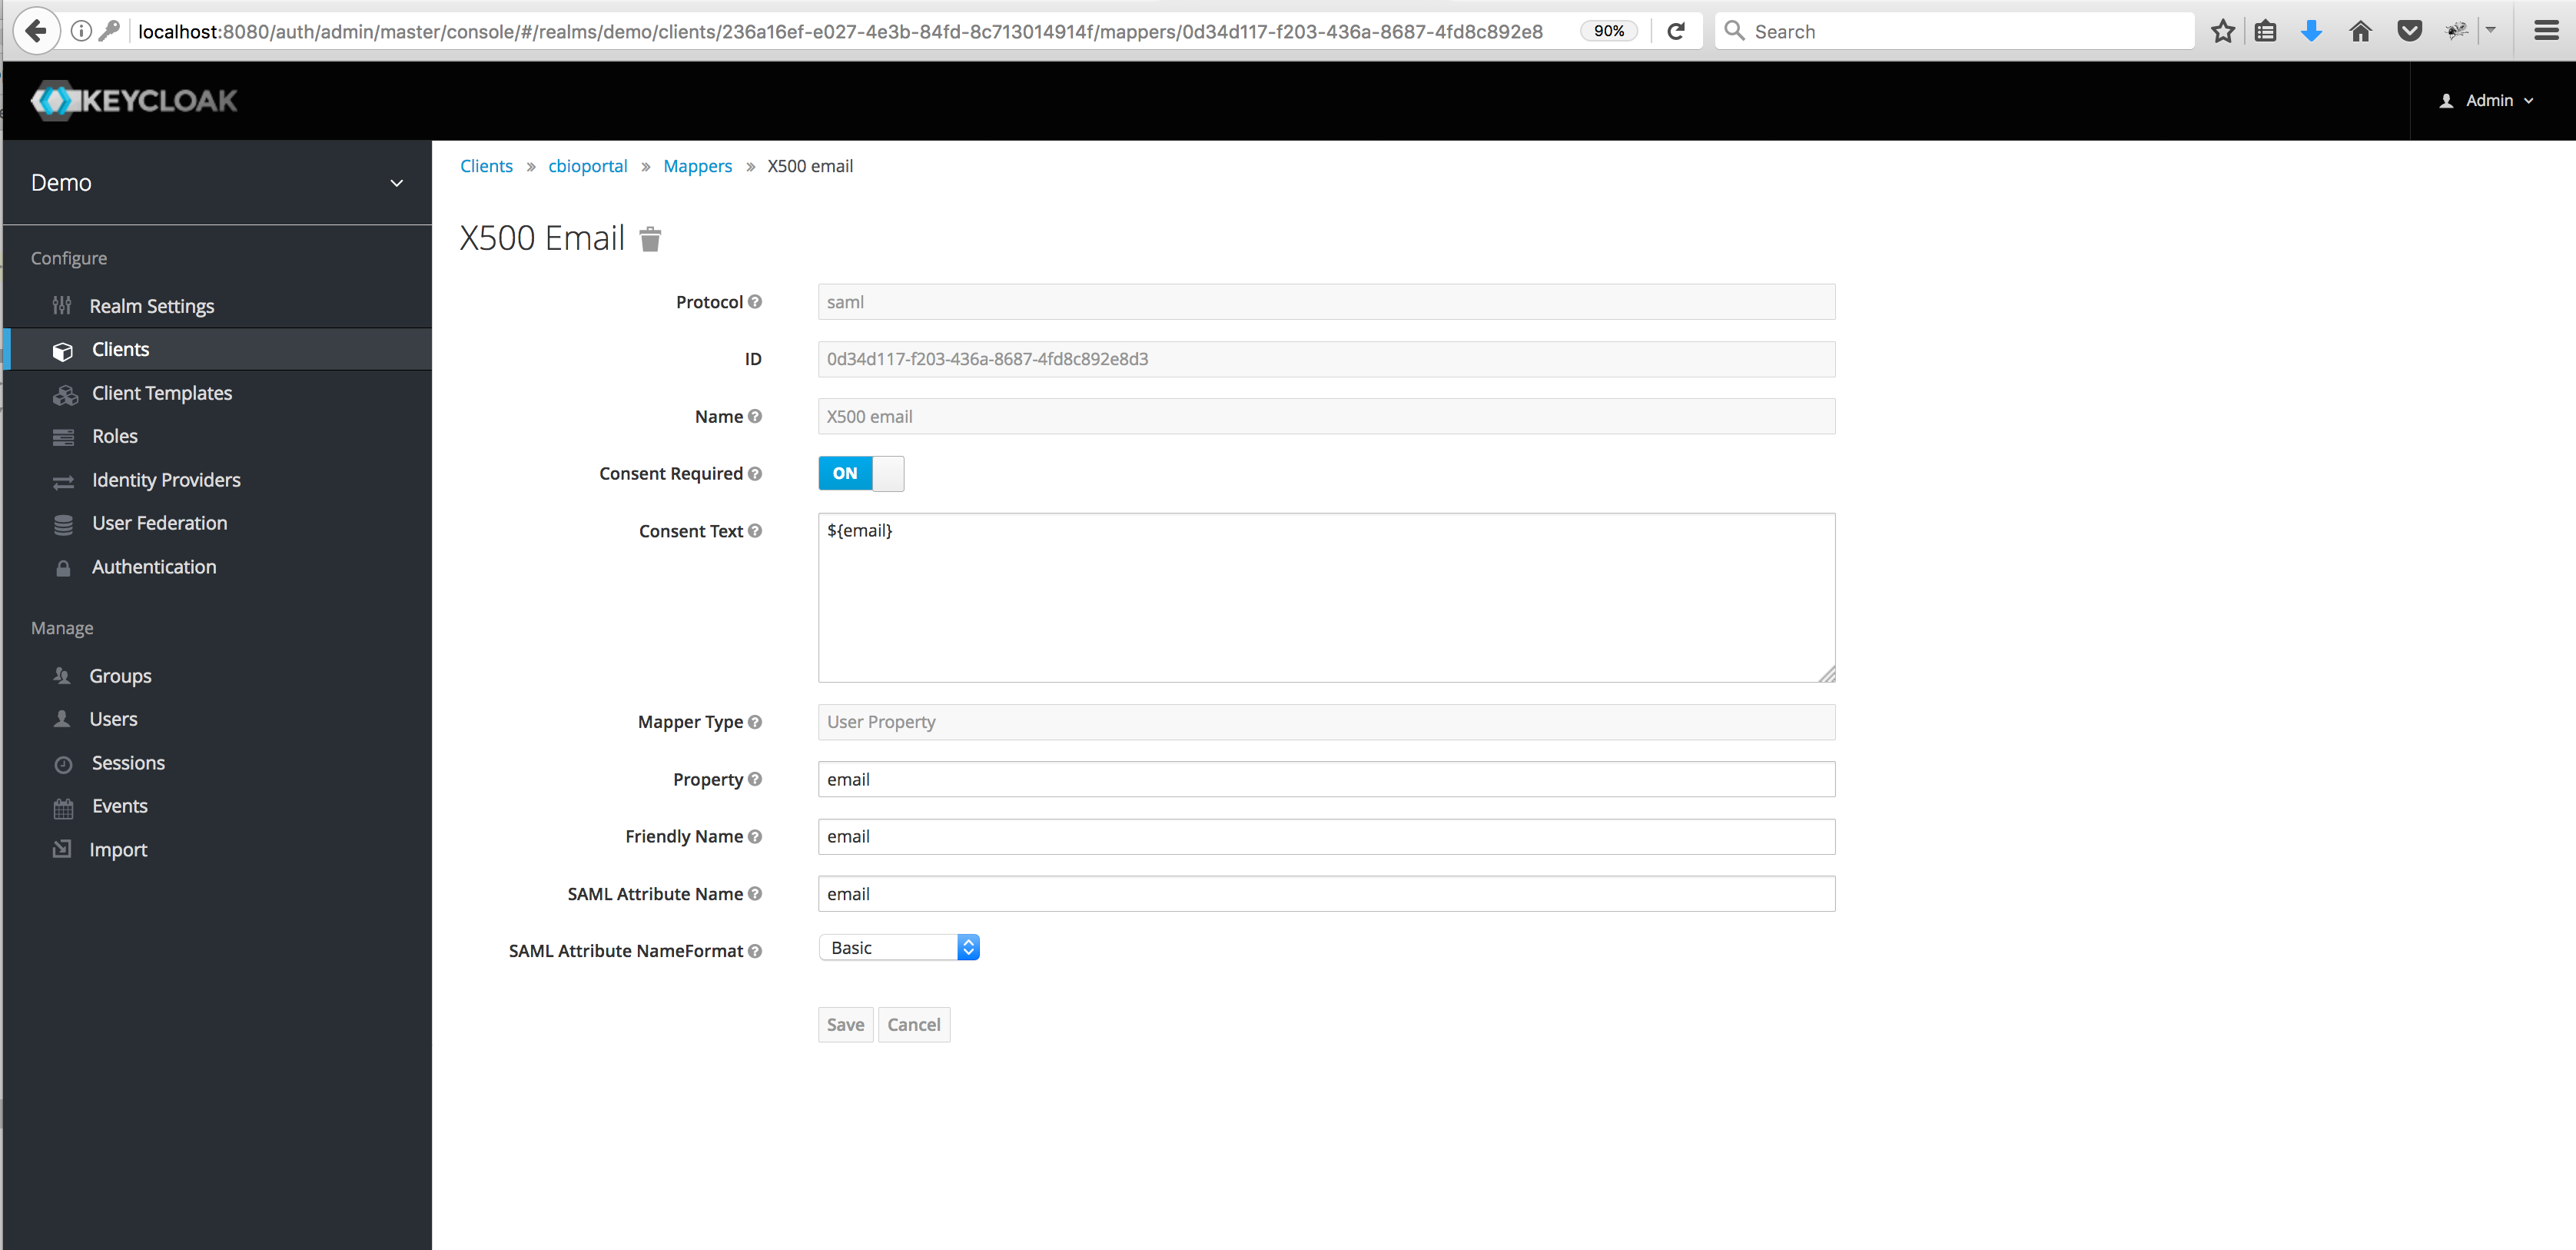 localhost:8080/auth/admin/master/console/#/realms/demo/clients/236a16ef-e027-4e3b-84fd-8c713014914f/mappers/0d34d117-f203-436a-8687-4fd8c892e8 90% Search
KEYCLOAK Admin
Demo
Configure
Realm Settings
Clients
Client Templates
Roles
Identity Providers
User Federation
Authentication
Manage
Groups
Users
Sessions
Events
Import
Clients » cbioportal » Mappers » X500 email
X500 Email
Protocol saml
ID 0d34d117-f203-436a-8687-4fd8c892e8d3
Name X500 email
Consent Required ON
Consent Text ${email}
Mapper Type User Property
Property email
Friendly Name email
SAML Attribute Name email
SAML Attribute NameFormat Basic
Save Cancel